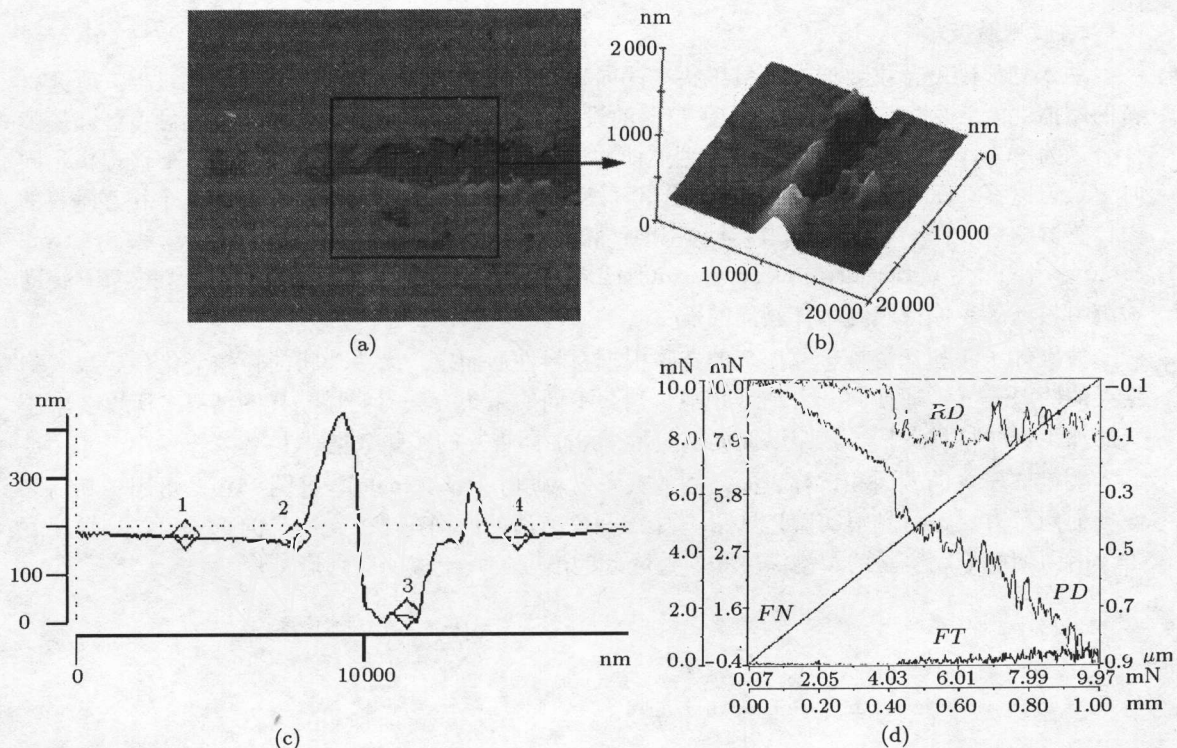 nm
2000
1000
0
nm
0
10000
10000
20000
20000
(a)
(b)
nm
300
100
0
1
2
3
4
0
10000
nm
(c)
mN mN
10.0 10.0 −0.1
8.0 7.9 0.1
6.0 5.8 0.3
4.0 2.7 0.5
2.0 1.6 0.7
0.0 −0.4 0.9 μm
RD
PD
FN
FT
0.07 2.05 4.03 6.01 7.99 9.97 mN
0.00 0.20 0.40 0.60 0.80 1.00 mm
(d)